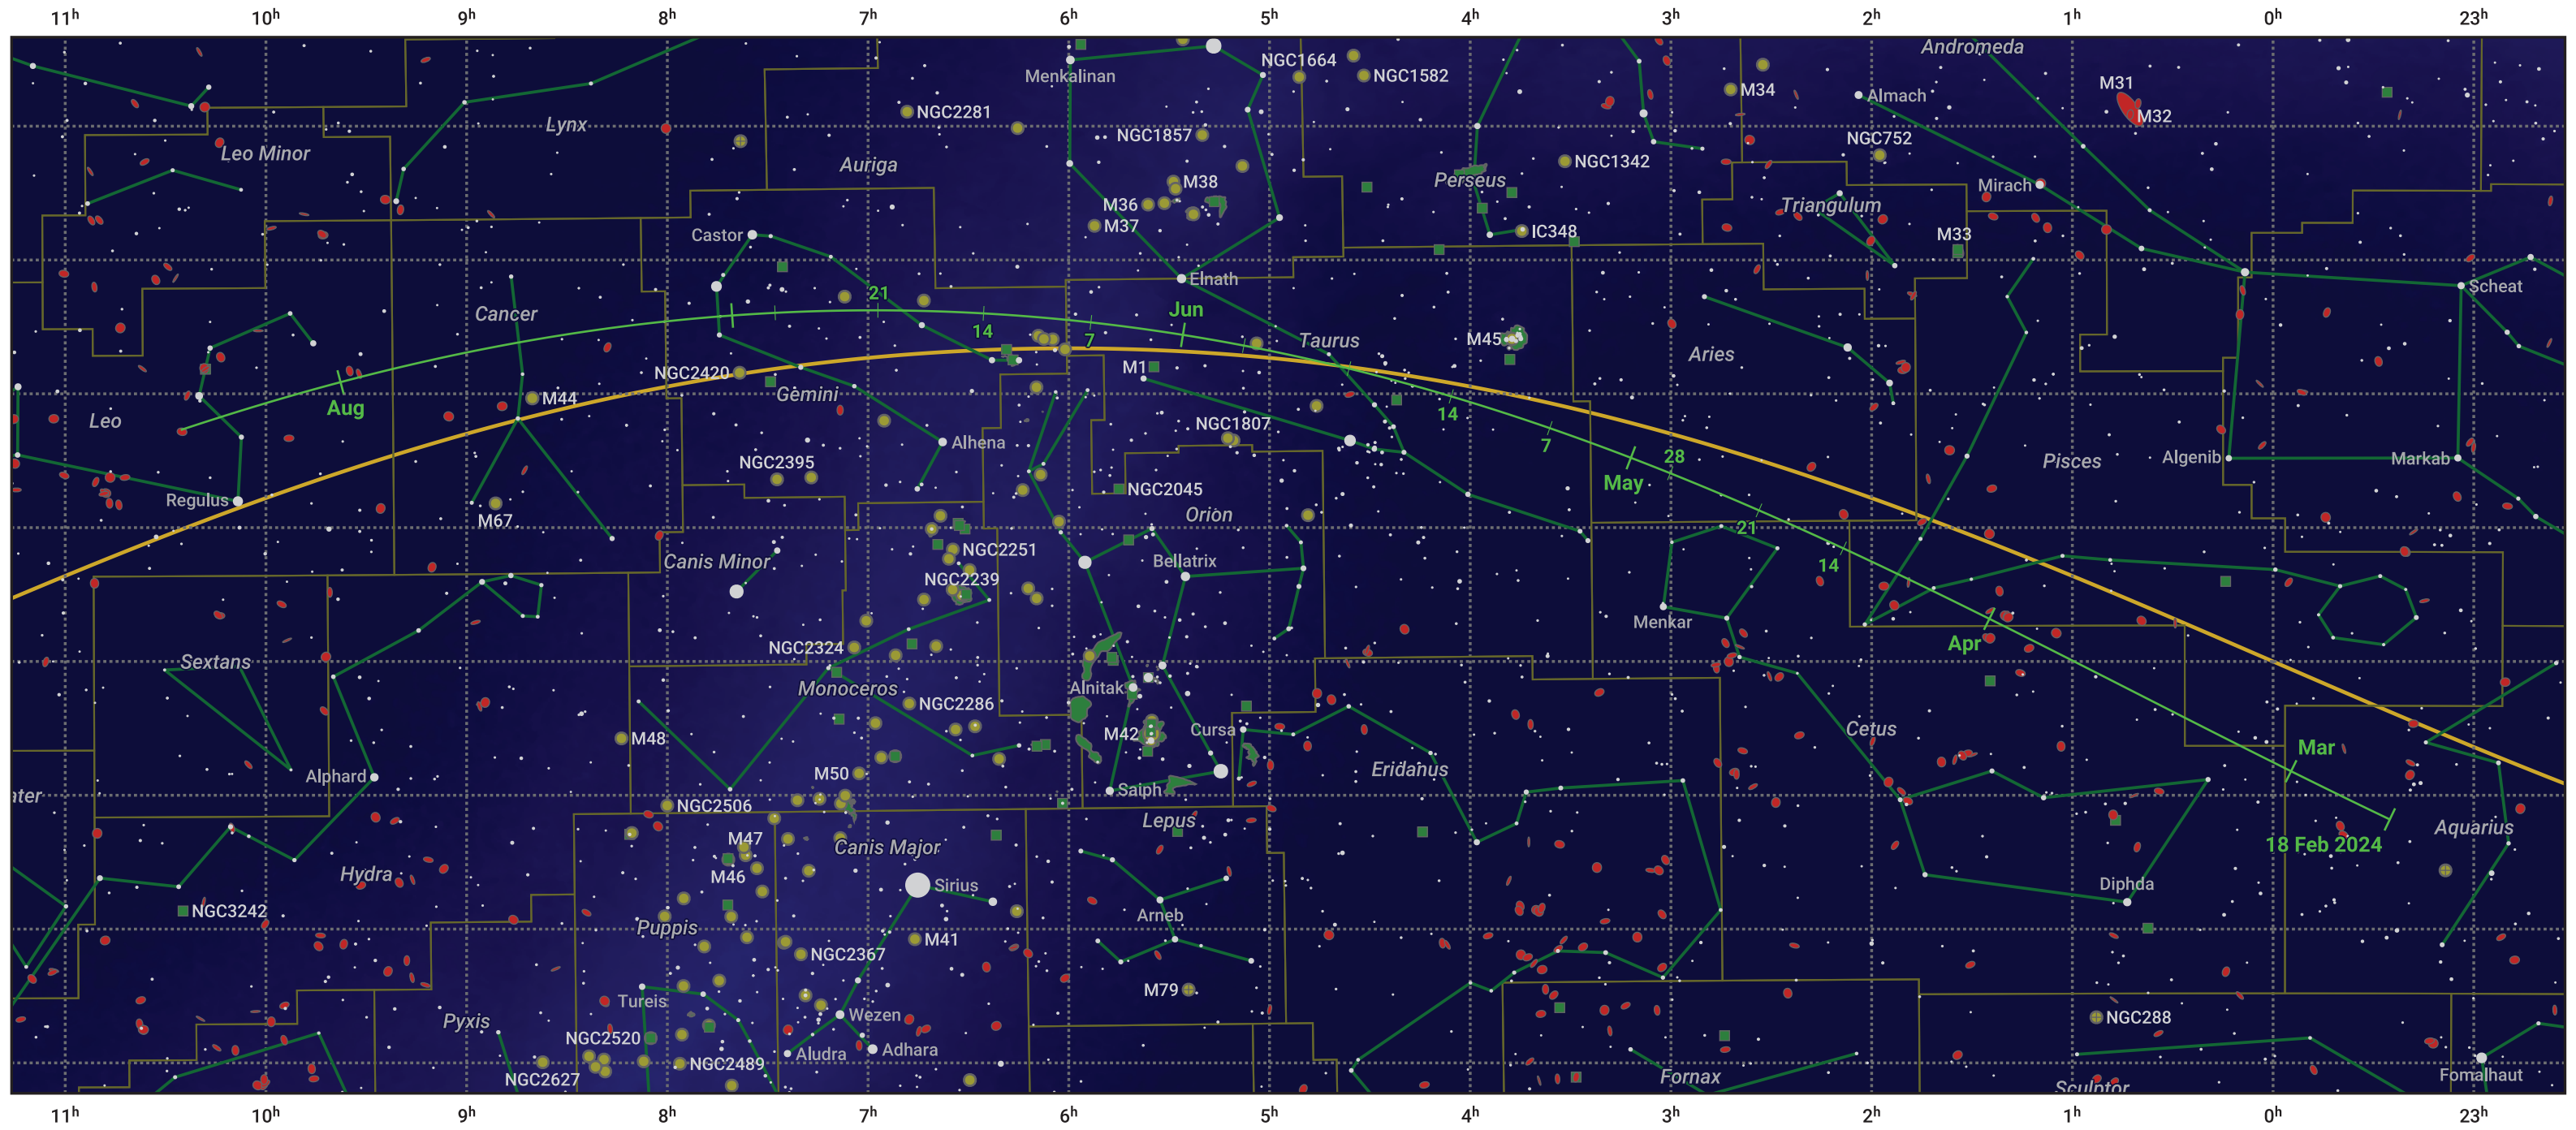 11h 10h 9h 8h 7h 6h 5h 4h 3h 2h 1h 0h 23h
Andromeda
NGC1664
Menkalinan
NGC1582
M31
M34
Almach
NGC2281
M32
Lynx
NGC1857
NGC752
Leo Minor
Auriga
NGC1342
M38
Perseus
Mirach
M36
Triangulum
M37
IC348
Castor
M33
Elnath
Scheat
21
Jun
Cancer
14
7
Taurus
M45
Aries
M1
NGC2420
Gemini
M44
Aug
14
Leo
NGC1807
Alhena
7
28
Pisces
Algenib
Markab
NGC2395
May
Regulus
NGC2045
M67
Orion
21
NGC2251
Canis Minor
Bellatrix
14
NGC2239
Menkar
Apr
NGC2324
Sextans
Monoceros
Alnitak
NGC2286
Cursa
Cetus
M42
M48
Mar
Alphard
M50
Eridanus
ater
Saiph
NGC2506
Lepus
Aquarius
M47
Canis Major
18 Feb 2024
Hydra
M46
Sirius
Diphda
NGC3242
Arneb
Puppis
M41
NGC2367
M79
Tureis
Wezen
Pyxis
NGC288
NGC2520
Aludra
Adhara
NGC2489
NGC2627
Fornax
Fomalhaut
Sculptor
11h 10h 9h 8h 7h 6h 5h 4h 3h 2h 1h 0h 23h